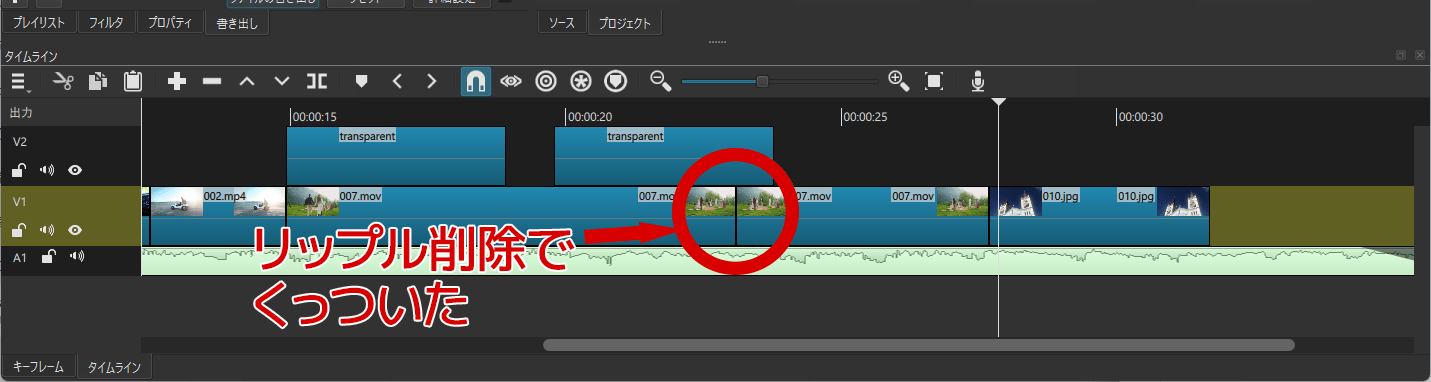 プレイリスト フィルタ プロパティ 書き出し ソース プロジェクト
タイムライン
出力 00:00:15 00:00:20 00:00:25 00:00:30
V2 transparent transparent
V1 002.mp4 007.mov 007.mov 007.mov 010.jpg 010.jpg
リップル削除で
A1
くっついた
キーフレーム タイムライン